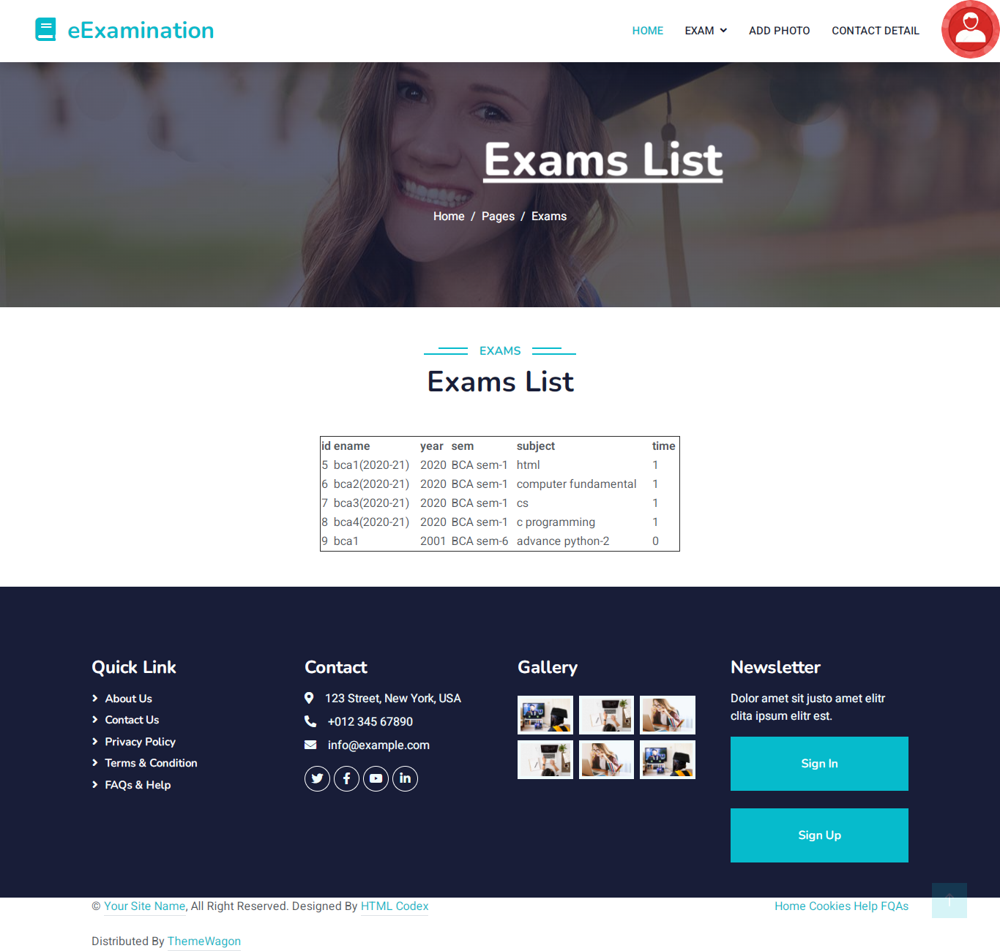 eExamination
HOME EXAM ADD PHOTO CONTACT DETAIL
Exams List
Home / Pages / Exams
EXAMS
Exams List
id ename year sem subject time
5 bca1(2020-21) 2020 BCA sem-1 html 1
6 bca2(2020-21) 2020 BCA sem-1 computer fundamental 1
7 bca3(2020-21) 2020 BCA sem-1 cs 1
8 bca4(2020-21) 2020 BCA sem-1 c programming 1
9 bca1 2001 BCA sem-6 advance python-2 0
Quick Link
About Us
Contact Us
Privacy Policy
Terms & Condition
FAQs & Help
Contact
123 Street, New York, USA
+012 345 67890
info@example.com
Gallery
Newsletter
Dolor amet sit justo amet elitr
clita ipsum elitr est.
Sign In
Sign Up
© Your Site Name, All Right Reserved. Designed By HTML Codex
Home Cookies Help FQAs
Distributed By ThemeWagon